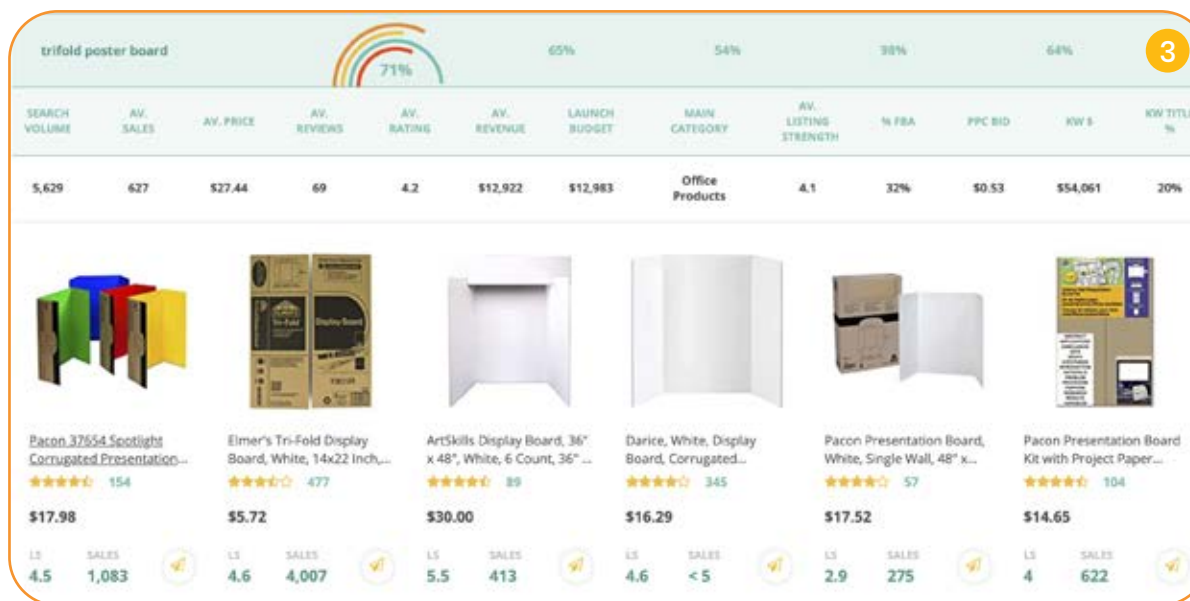 trifold poster board 71% 65% 54% 98% 64% 3
SEARCH VOLUME AV. SALES AV. PRICE AV. REVIEWS AV. RATING AV. REVENUE LAUNCH BUDGET MAIN CATEGORY AV. LISTING STRENGTH % FBA PPC BID KW $ KW TITLE %
5,629 627 $27.44 69 4.2 $12,922 $12,983 Office Products 4.1 32% $0.53 $54,061 20%
Tri-Fold Display Board
Pacon 37654 Spotlight
Corrugated Presentation...
154
$17.98
LS SALES
4.5 1,083
Elmer's Tri-Fold Display
Board, White, 14x22 Inch,...
477
$5.72
LS SALES
4.6 4,007
ArtSkills Display Board, 36"
x 48", White, 6 Count, 36" ...
89
$30.00
LS SALES
5.5 413
Darice, White, Display
Board, Corrugated...
345
$16.29
LS SALES
4.6 < 5
Pacon Presentation Board,
White, Single Wall, 48" x...
57
$17.52
LS SALES
2.9 275
Pacon Presentation Board
Kit with Project Paper...
104
$14.65
LS SALES
4 622